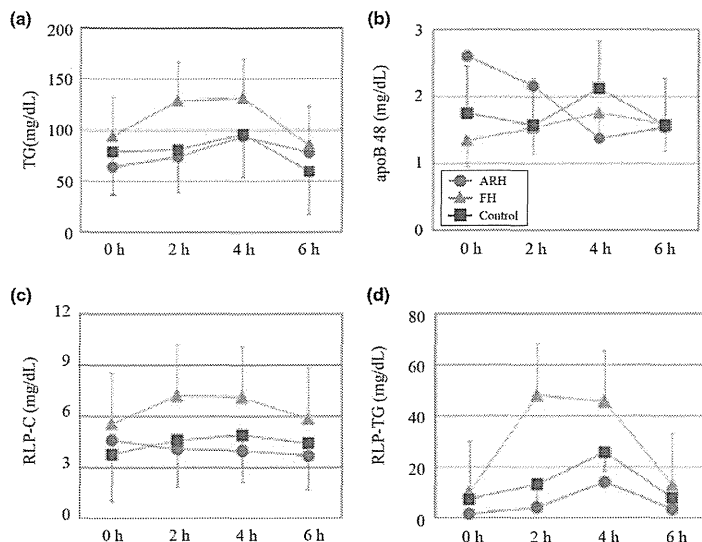 (a)
200
150
100
50
0
TG(mg/dL)
0 h 2 h 4 h 6 h
(b)
3
2
1
0
apoB 48 (mg/dL)
ARH
FH
Control
0 h 2 h 4 h 6 h
(c)
12
9
6
3
0
RLP-C (mg/dL)
0 h 2 h 4 h 6 h
(d)
80
60
40
20
0
RLP-TG (mg/dL)
0 h 2 h 4 h 6 h